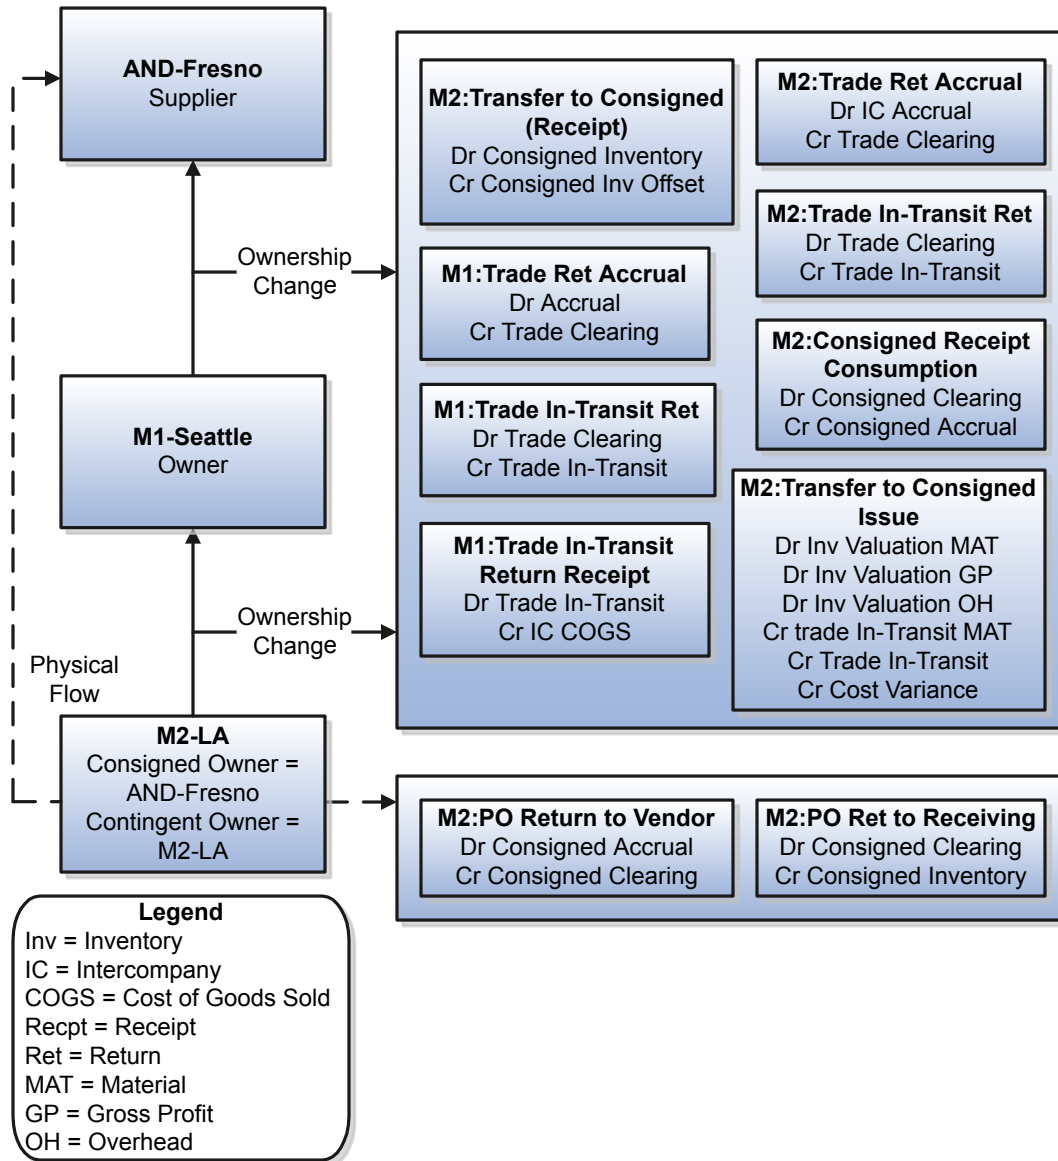 AND-Fresno
Supplier
Ownership
Change
M1-Seattle
Owner
Ownership
Change
Physical
Flow
M2-LA
Consigned Owner =
AND-Fresno
Contingent Owner =
M2-LA
M2:Transfer to Consigned
(Receipt)
Dr Consigned Inventory
Cr Consigned Inv Offset
M1:Trade Ret Accrual
Dr Accrual
Cr Trade Clearing
M1:Trade In-Transit Ret
Dr Trade Clearing
Cr Trade In-Transit
M1:Trade In-Transit
Return Receipt
Dr Trade In-Transit
Cr IC COGS
M2:Trade Ret Accrual
Dr IC Accrual
Cr Trade Clearing
M2:Trade In-Transit Ret
Dr Trade Clearing
Cr Trade In-Transit
M2:Consigned Receipt
Consumption
Dr Consigned Clearing
Cr Consigned Accrual
M2:Transfer to Consigned
Issue
Dr Inv Valuation MAT
Dr Inv Valuation GP
Dr Inv Valuation OH
Cr trade In-Transit MAT
Cr Trade In-Transit
Cr Cost Variance
M2:PO Return to Vendor
Dr Consigned Accrual
Cr Consigned Clearing
M2:PO Ret to Receiving
Dr Consigned Clearing
Cr Consigned Inventory
Legend
Inv = Inventory
IC = Intercompany
COGS = Cost of Goods Sold
Recpt = Receipt
Ret = Return
MAT = Material
GP = Gross Profit
OH = Overhead